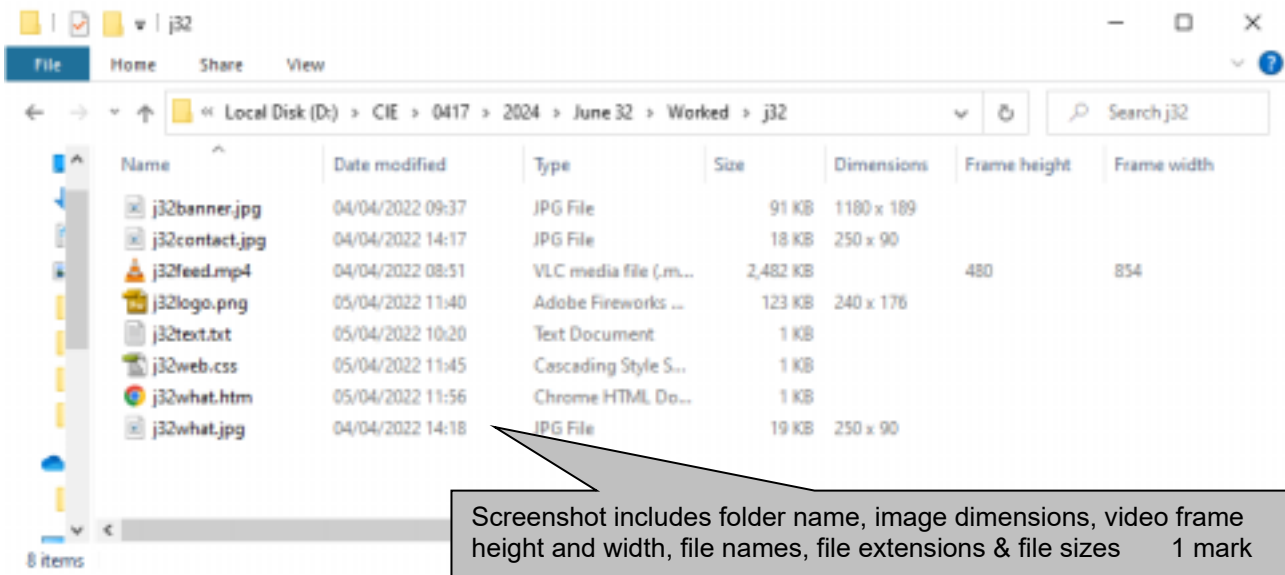 j32
File Home Share View
« Local Disk (D:) > CIE > 0417 > 2024 > June 32 > Worked > j32 Search j32
Name Date modified Type Size Dimensions Frame height Frame width
j32banner.jpg 04/04/2022 09:37 JPG File 91 KB 1180 x 189
j32contact.jpg 04/04/2022 14:17 JPG File 18 KB 250 x 90
j32feed.mp4 04/04/2022 08:51 VLC media file (.m... 2,482 KB 480 854
j32logo.png 05/04/2022 11:40 Adobe Fireworks ... 123 KB 240 x 176
j32text.txt 05/04/2022 10:20 Text Document 1 KB
j32web.css 05/04/2022 11:45 Cascading Style S... 1 KB
j32what.htm 05/04/2022 11:56 Chrome HTML Do... 1 KB
j32what.jpg 04/04/2022 14:18 JPG File 19 KB 250 x 90
Screenshot includes folder name, image dimensions, video frame
height and width, file names, file extensions & file sizes 1 mark
8 items